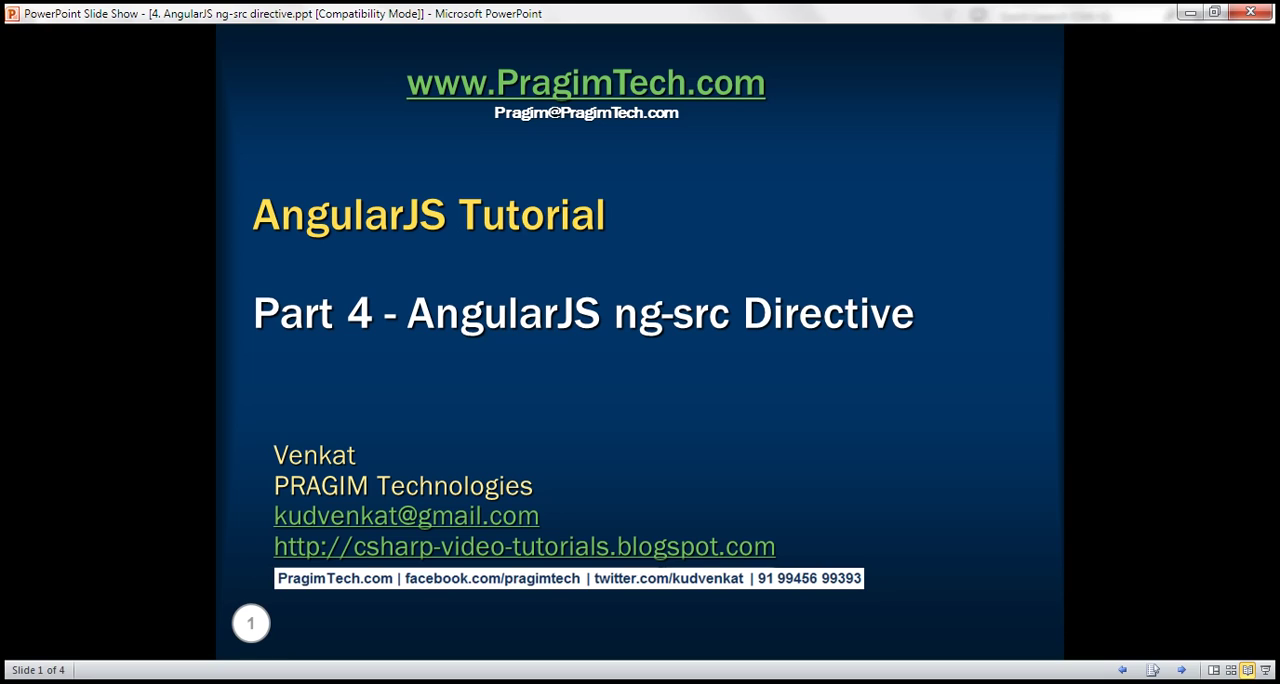 PowerPoint Slide Show - [4. AngularJS ng-src directive.ppt [Compatibility Mode]] - Microsoft PowerPoint
www.PragimTech.com
Pragim@PragimTech.com
AngularJS Tutorial
Part 4 - AngularJS ng-src Directive
Venkat
PRAGIM Technologies
kudvenkat@gmail.com
http://csharp-video-tutorials.blogspot.com
PragimTech.com | facebook.com/pragimtech | twitter.com/kudvenkat | 91 99456 99393
1
Slide 1 of 4